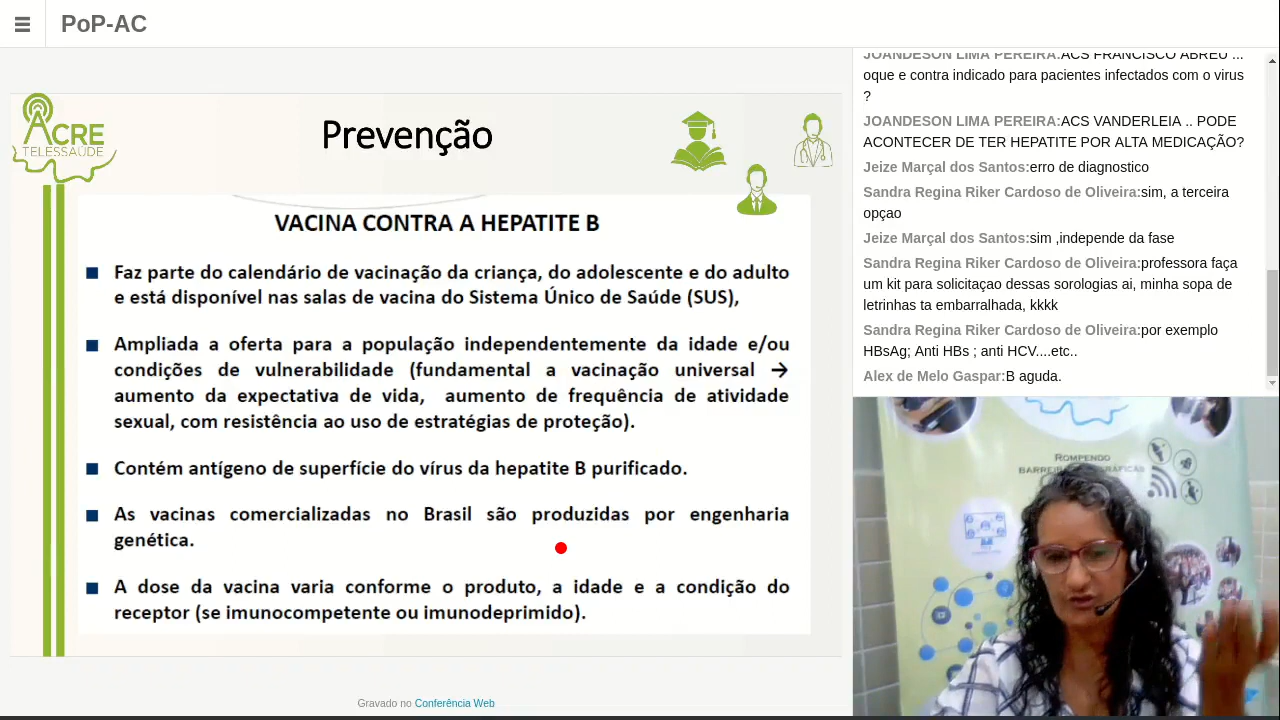 PoP-AC
ACRE
TELESSAÚDE
Prevenção
VACINA CONTRA A HEPATITE B
Faz parte do calendário de vacinação da criança, do adolescente e do adulto
e está disponível nas salas de vacina do Sistema Único de Saúde (SUS),
Ampliada a oferta para a população independentemente da idade e/ou
condições de vulnerabilidade (fundamental a vacinação universal →
aumento da expectativa de vida, aumento de frequência de atividade
sexual, com resistência ao uso de estratégias de proteção).
Contém antígeno de superfície do vírus da hepatite B purificado.
As vacinas comercializadas no Brasil são produzidas por engenharia
genética.
A dose da vacina varia conforme o produto, a idade e a condição do
receptor (se imunocompetente ou imunodeprimido).
Gravado no Conferência Web
JOANDESON LIMA PEREIRA:ACS FRANCISCO ABREU ...
oque e contra indicado para pacientes infectados com o virus
?
JOANDESON LIMA PEREIRA:ACS VANDERLEIA .. PODE
ACONTECER DE TER HEPATITE POR ALTA MEDICAÇÃO?
Jeize Marçal dos Santos:erro de diagnostico
Sandra Regina Riker Cardoso de Oliveira:sim, a terceira
opçao
Jeize Marçal dos Santos:sim ,independe da fase
Sandra Regina Riker Cardoso de Oliveira:professora faça
um kit para solicitaçao dessas sorologias ai, minha sopa de
letrinhas ta embarralhada, kkkk
Sandra Regina Riker Cardoso de Oliveira:por exemplo
HBsAg; Anti HBs ; anti HCV....etc..
Alex de Melo Gaspar:B aguda.
ROMPENDO